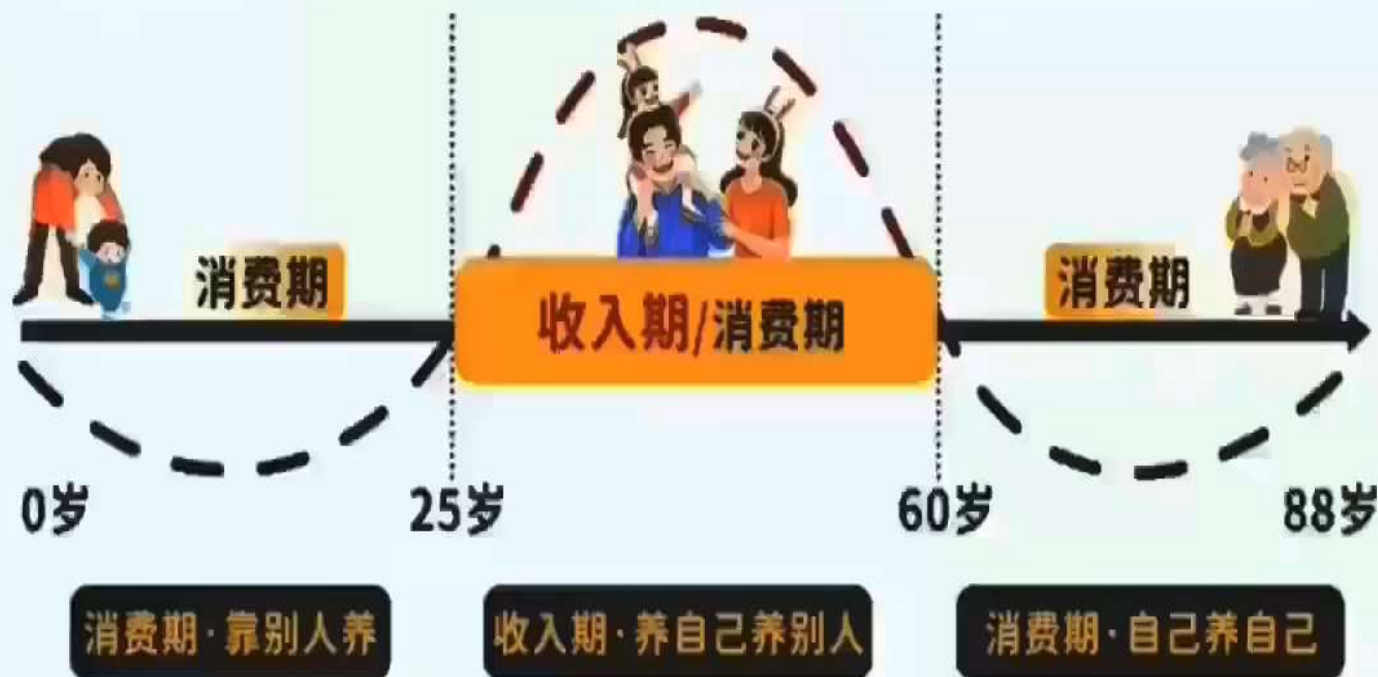 消费期
收入期/消费期
消费期
0岁
25岁
60岁
88岁
消费期·靠别人养
收入期·养自己养别人
消费期·自己养自己